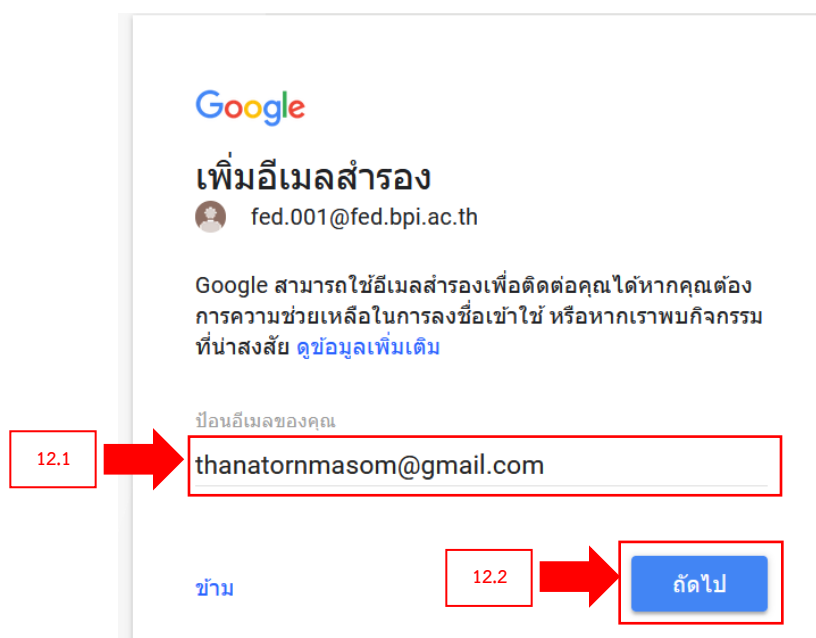 Google
เพิ่มอีเมลสำรอง
fed.001@fed.bpi.ac.th
Google สามารถใช้อีเมลสำรองเพื่อติดต่อคุณได้หากคุณต้อง
การความช่วยเหลือในการลงชื่อเข้าใช้ หรือหากเราพบกิจกรรม
ที่น่าสงสัย ดูข้อมูลเพิ่มเติม
ป้อนอีเมลของคุณ
12.1
thanatornmasom@gmail.com
ข้าม
12.2
ถัดไป